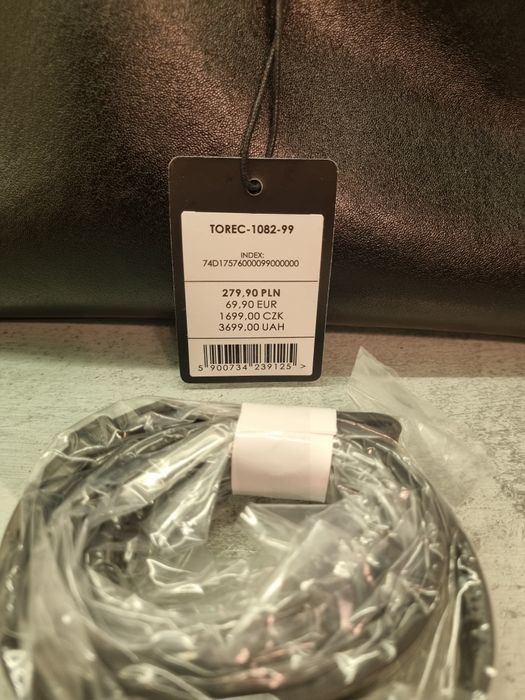 TOREC-1082-99
INDEX:
74D17576000099000000
279,90 PLN
69,90 EUR
1699,00 CZK
3699,00 UAH
5 900734 239125 >